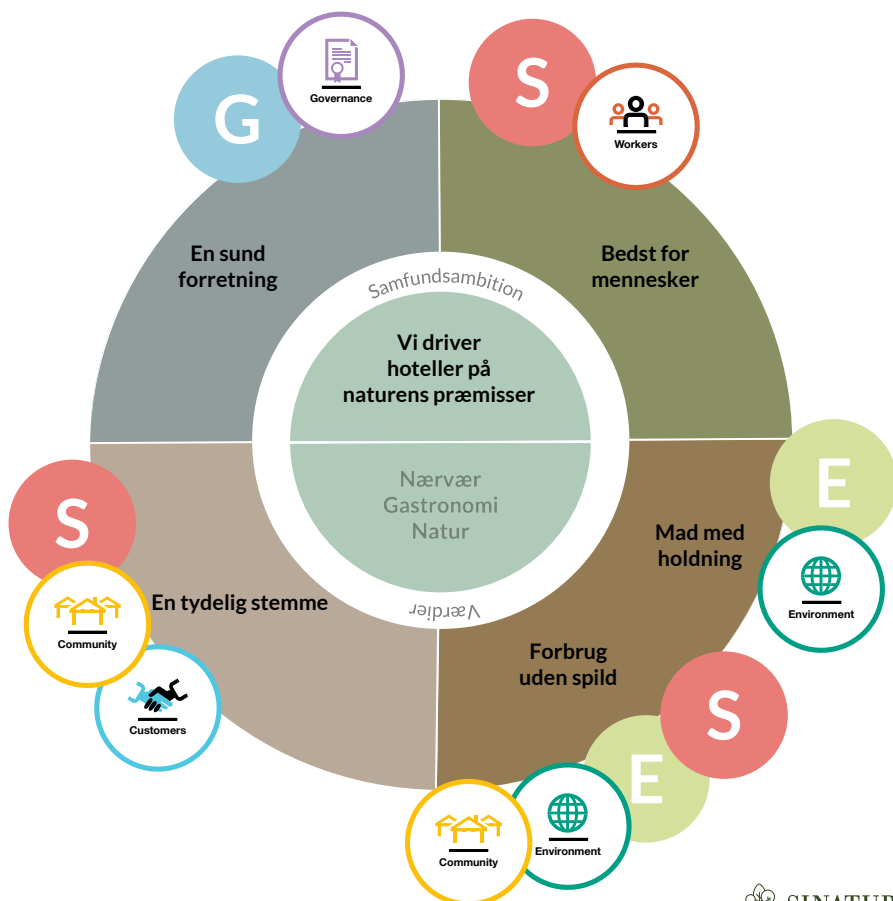 G
Governance
S
Workers
En sund
forretning
Bedst for
mennesker
Samfundsambition
Vi driver
hoteller på
naturens præmisser
Nærvær
Gastronomi
Natur
Værdier
E
Mad med
holdning
Environment
S
En tydelig stemme
Community
Customers
Forbrug
uden spild
S
E
Community
Environment